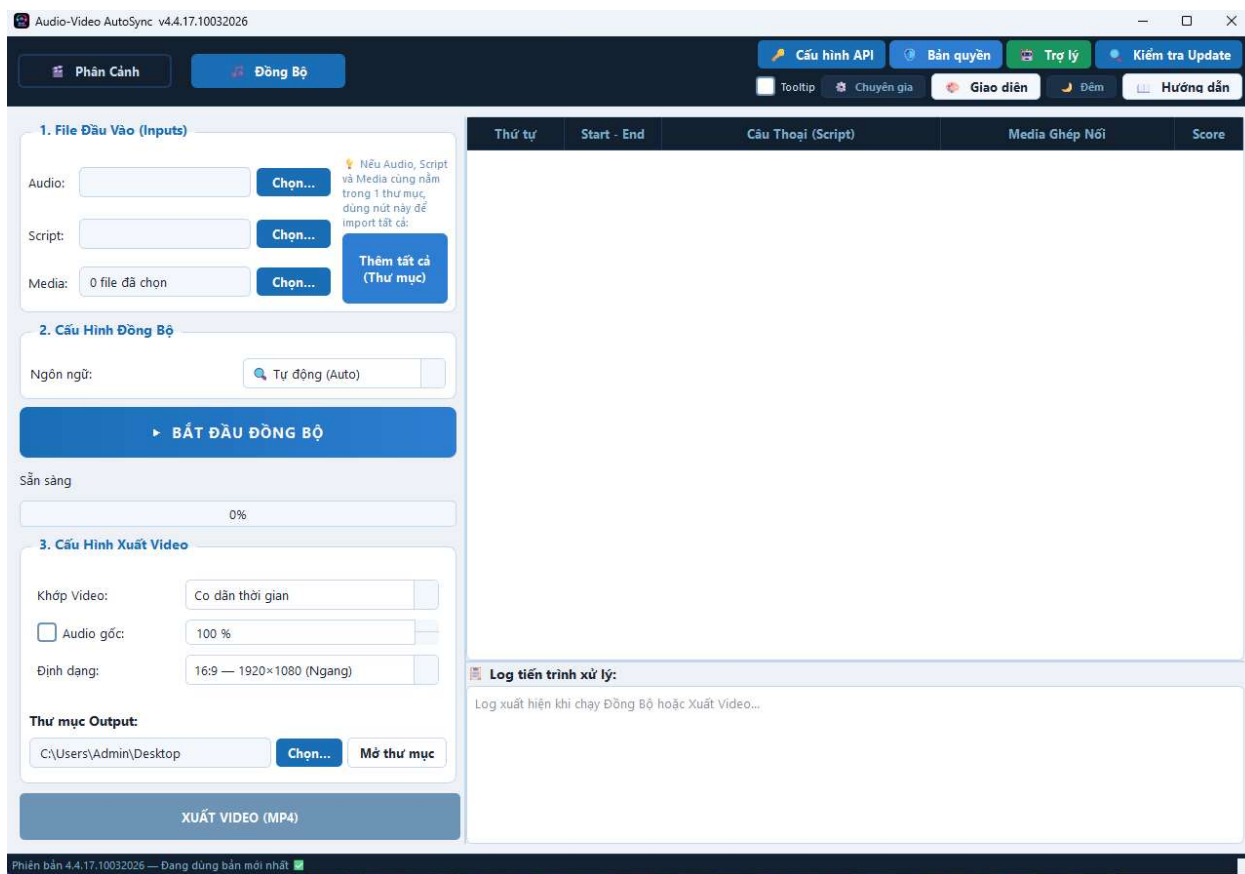 Audio-Video AutoSync v4.4.17.10032026
Phân Cảnh
Đồng Bộ
Cấu hình API
Bản quyền
Trợ lý
Kiểm tra Update
Tooltip
Chuyên gia
Giao diện
Đêm
Hướng dẫn
1. File Đầu Vào (Inputs)
Audio:
Chọn...
Script:
Chọn...
Media:
0 file đã chọn
Chọn...
Nếu Audio, Script
và Media cùng nằm
trong 1 thư mục,
dùng nút này để
import tất cả:
Thêm tất cả
(Thư mục)
2. Cấu Hình Đồng Bộ
Ngôn ngữ:
Tự động (Auto)
BẮT ĐẦU ĐỒNG BỘ
Sẵn sàng
0%
3. Cấu Hình Xuất Video
Khớp Video:
Co dãn thời gian
Audio gốc:
100 %
Định dạng:
16:9 — 1920×1080 (Ngang)
Thư mục Output:
C:\Users\Admin\Desktop
Chọn...
Mở thư mục
XUẤT VIDEO (MP4)
Thứ tự
Start - End
Câu Thoại (Script)
Media Ghép Nối
Score
Log tiến trình xử lý:
Log xuất hiện khi chạy Đồng Bộ hoặc Xuất Video...
Phiên bản 4.4.17.10032026 — Đang dùng bản mới nhất